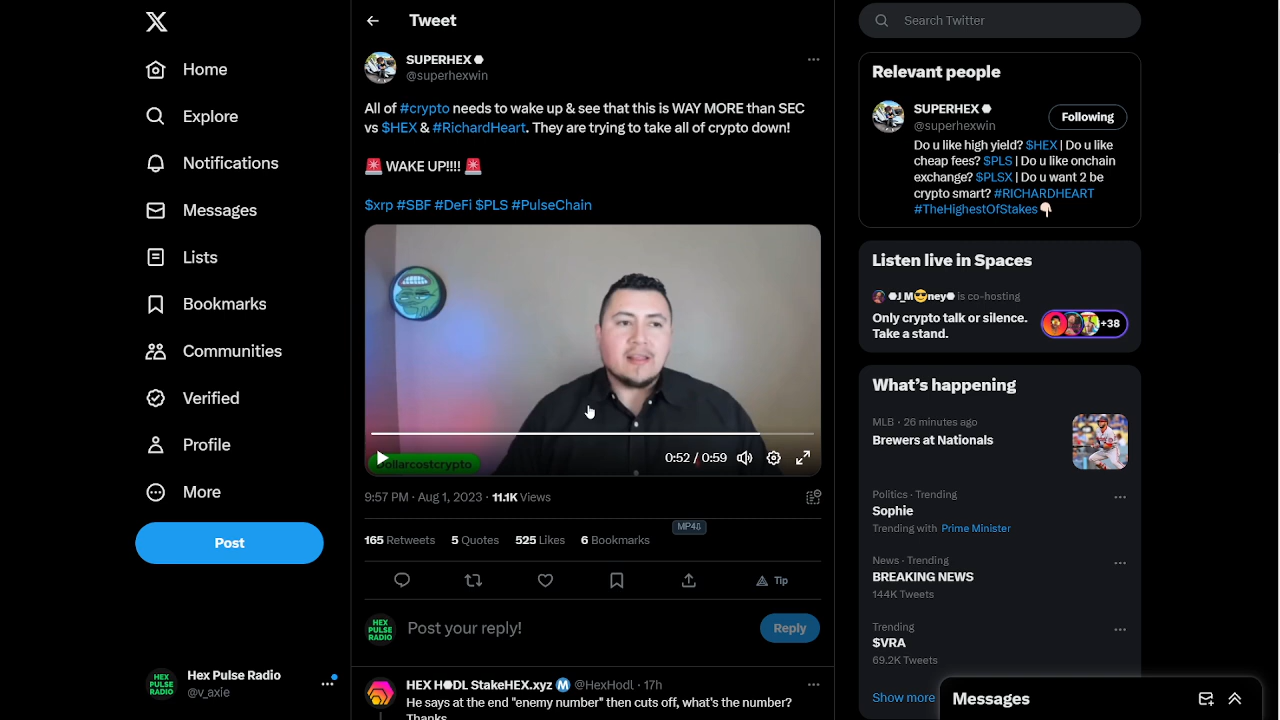 Home
Explore
Notifications
Messages
Lists
Bookmarks
Communities
Verified
Profile
More
Post
HEX
PULSE
RADIO
Hex Pulse Radio
@v_axie
Tweet
SUPERHEX
@superhexwin
All of #crypto needs to wake up & see that this is WAY MORE than SEC
vs $HEX & #RichardHeart. They are trying to take all of crypto down!
🚨 WAKE UP!!!! 🚨
$xrp #SBF #DeFi $PLS #PulseChain
Dollarcostcrypto
0:52 / 0:59
9:57 PM · Aug 1, 2023 · 11.1K Views
MP48
165 Retweets 5 Quotes 525 Likes 6 Bookmarks
Tip
HEX
PULSE
RADIO
Post your reply!
Reply
HEX H⬣DL StakeHEX.xyz @HexHodl · 17h
He says at the end "enemy number" then cuts off, what's the number?
Thanks
Search Twitter
Relevant people
SUPERHEX
@superhexwin
Following
Do u like high yield? $HEX | Do u like
cheap fees? $PLS | Do u like onchain
exchange? $PLSX | Do u want 2 be
crypto smart? #RICHARDHEART
#TheHighestOfStakes👇🏻
Listen live in Spaces
⬣J_M😎ney⬣ is co-hosting
Only crypto talk or silence.
Take a stand.
+38
What's happening
MLB · 26 minutes ago
Brewers at Nationals
Politics · Trending
Sophie
Trending with Prime Minister
News · Trending
BREAKING NEWS
144K Tweets
Trending
$VRA
69.2K Tweets
Show more
Messages